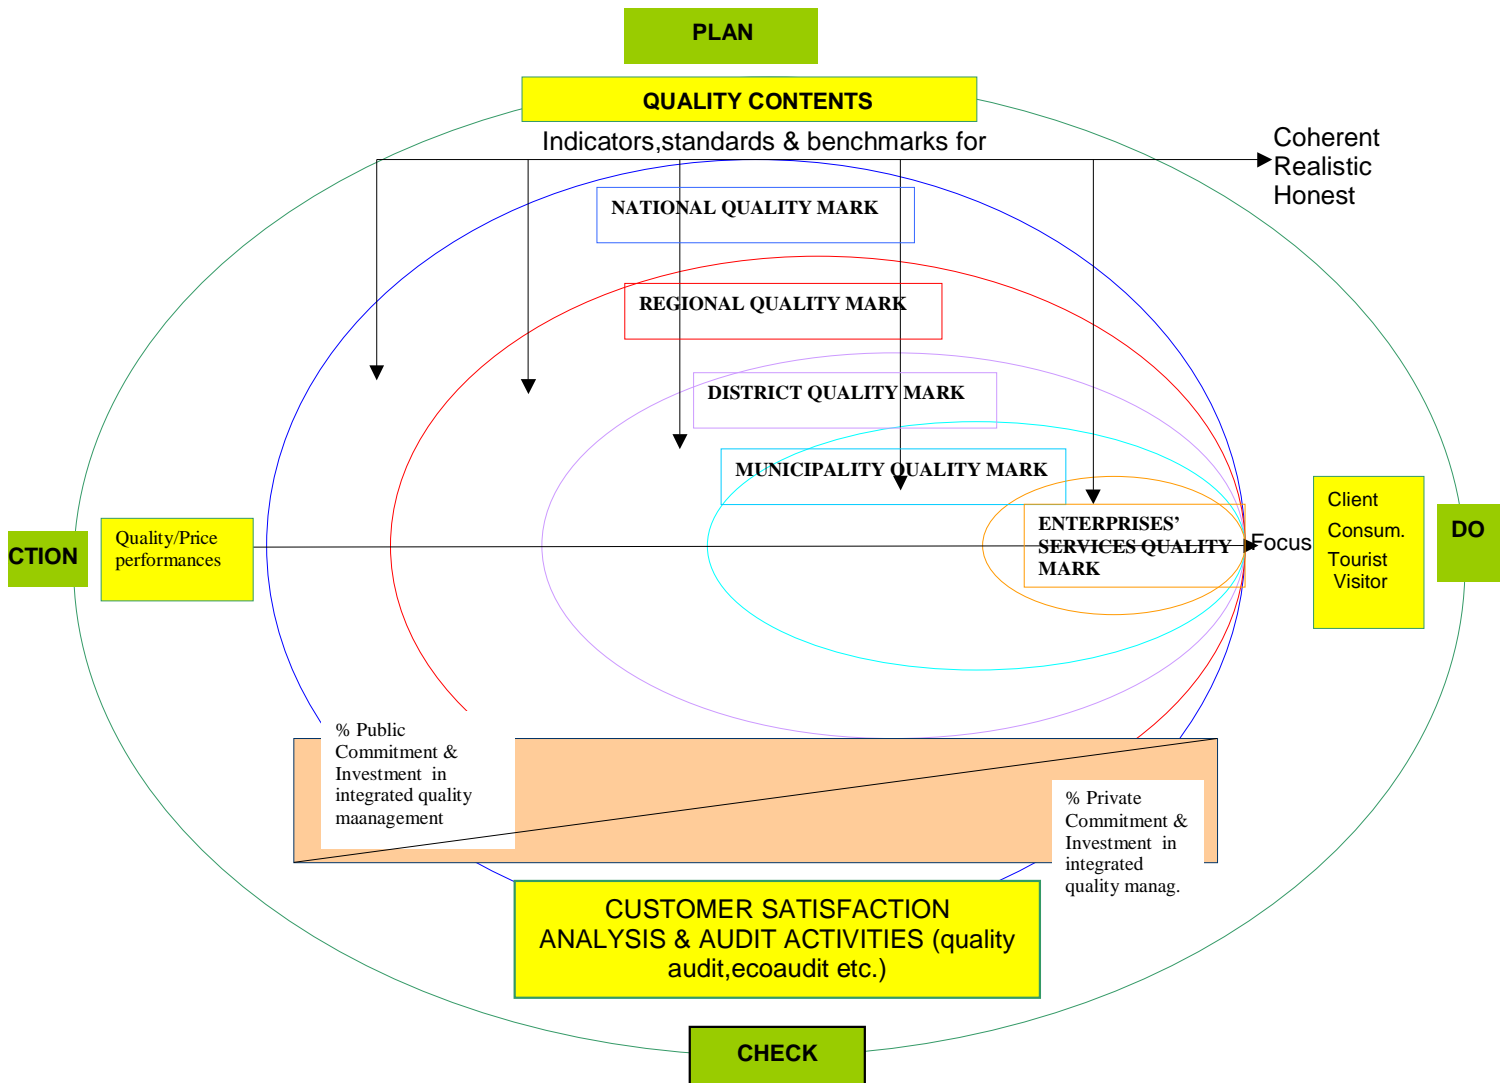 PLAN
QUALITY CONTENTS
Indicators,standards & benchmarks for
Coherent
Realistic
Honest
NATIONAL QUALITY MARK
REGIONAL QUALITY MARK
DISTRICT QUALITY MARK
MUNICIPALITY QUALITY MARK
ENTERPRISES’
SERVICES QUALITY
MARK
CTION
Quality/Price
performances
Focus
Client
Consum.
Tourist
Visitor
DO
% Public
Commitment &
Investment in
integrated quality
maanagement
% Private
Commitment &
Investment in
integrated
quality manag.
CUSTOMER SATISFACTION
ANALYSIS & AUDIT ACTIVITIES (quality
audit,ecoaudit etc.)
CHECK